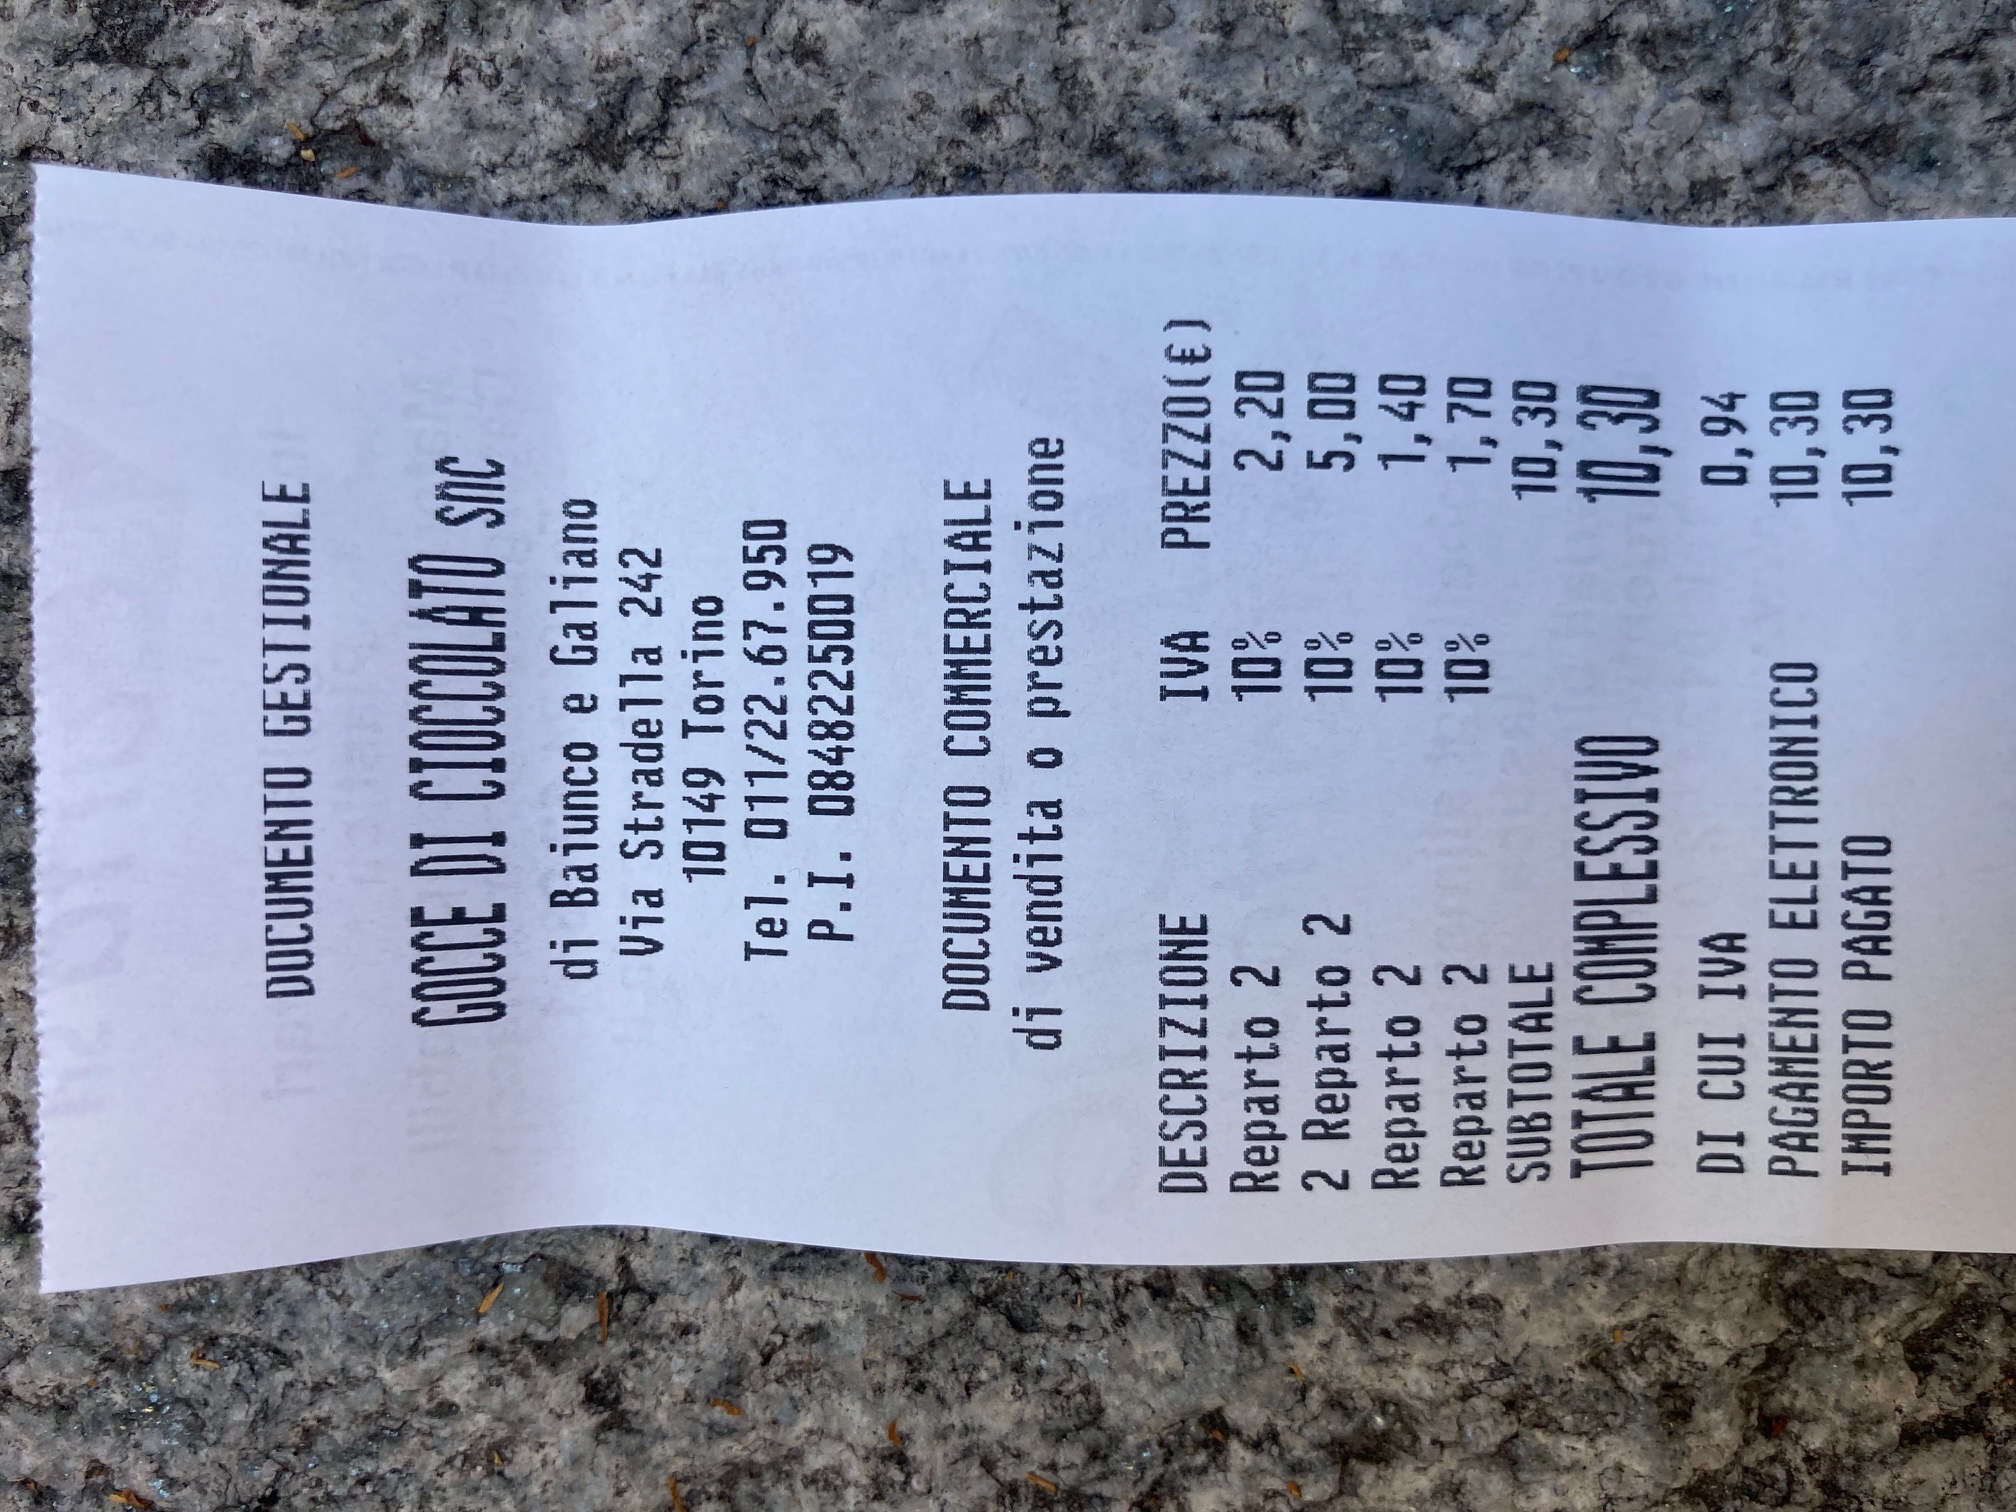 DOCUMENTO GESTIONALE
GOCCE DI CIOCCOLATO snc
di Baiunco e Galiano
Via Stradella 242
10149 Torino
Tel. 011/22.67.950
P.I. 08482250019
DOCUMENTO COMMERCIALE
di vendita o prestazione
DESCRIZIONE IVA PREZZO(€)
Reparto 2 10% 2,20
2 Reparto 2 10% 5,00
Reparto 2 10% 1,40
Reparto 2 10% 1,70
SUBTOTALE 10,30
TOTALE COMPLESSIVO 10,30
DI CUI IVA 0,94
PAGAMENTO ELETTRONICO 10,30
IMPORTO PAGATO 10,30